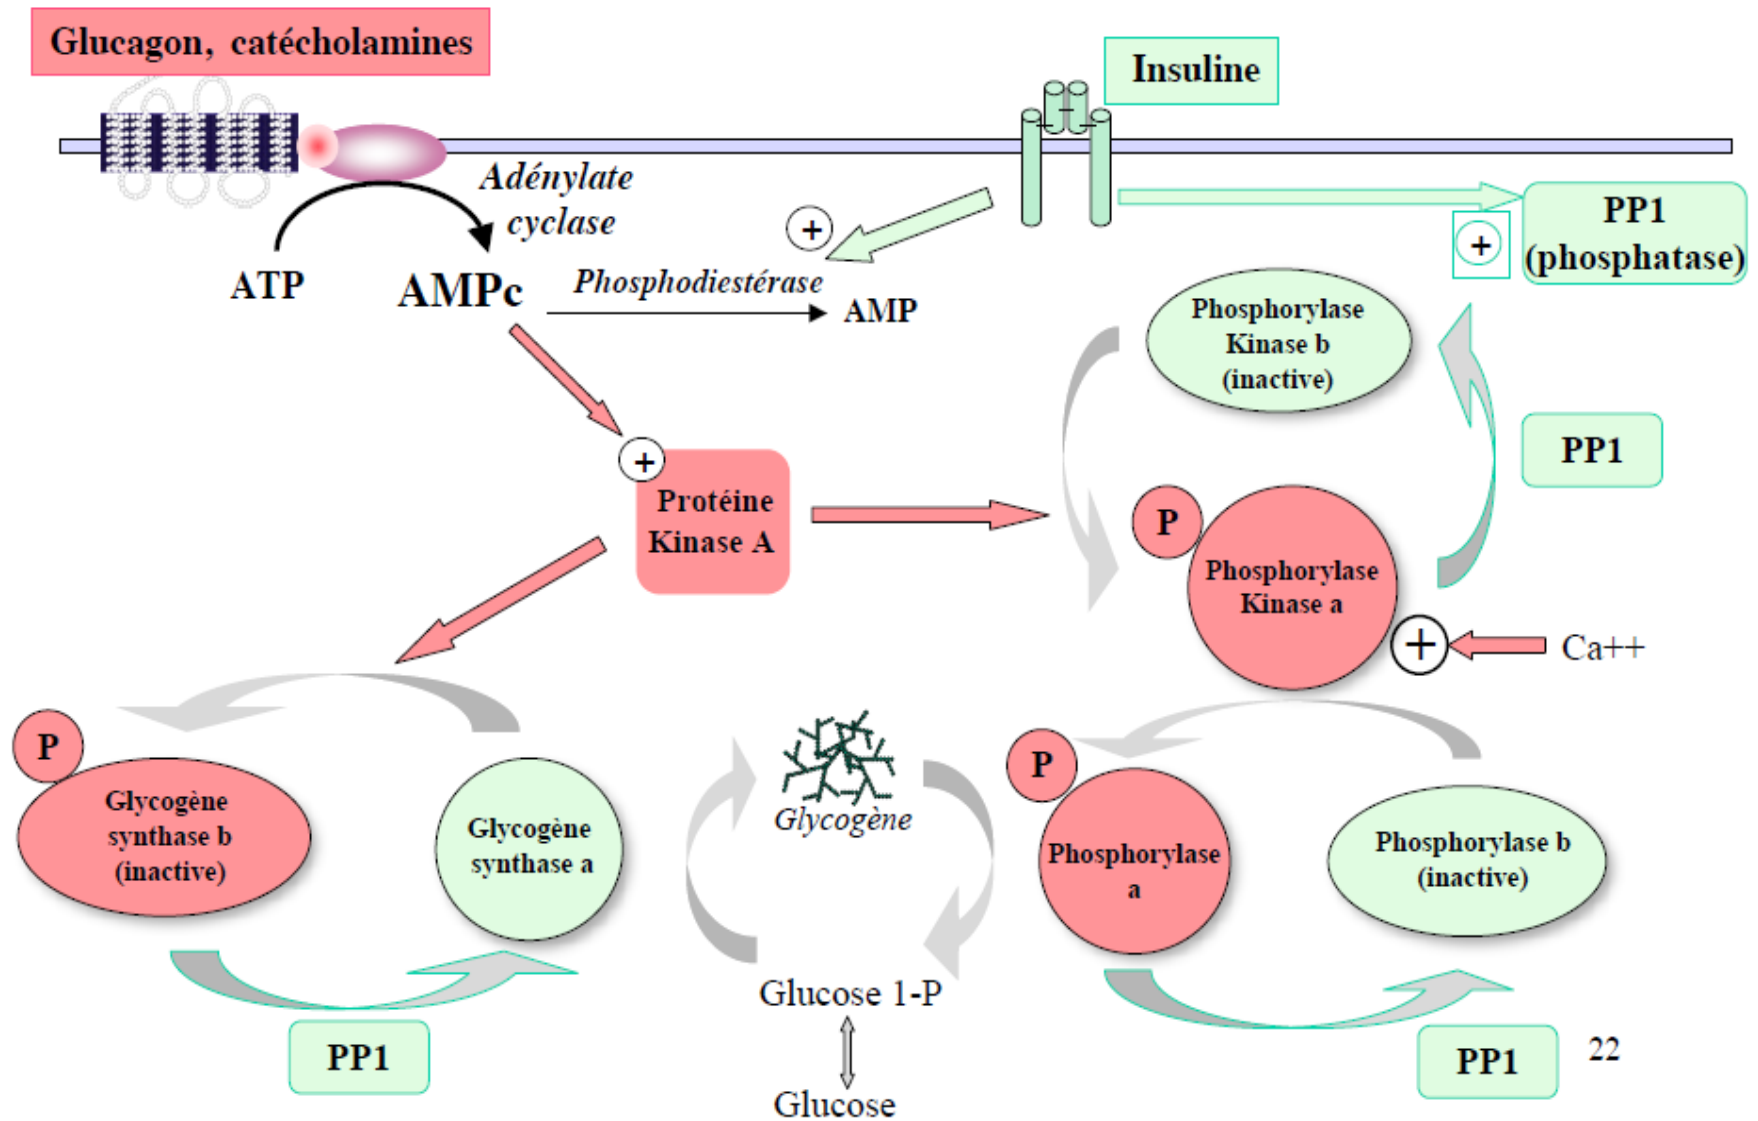 Glucagon, catécholamines
Insuline
Adénylate
cyclase
ATP
AMPc
Phosphodiestérase
AMP
+
+
PP1
(phosphatase)
Phosphorylase
Kinase b
(inactive)
PP1
+
Protéine
Kinase A
P
Phosphorylase
Kinase a
+
Ca++
P
Glycogène
synthase b
(inactive)
Glycogène
synthase a
Glycogène
P
Phosphorylase
a
Phosphorylase b
(inactive)
Glucose 1-P
Glucose
PP1
PP1
22